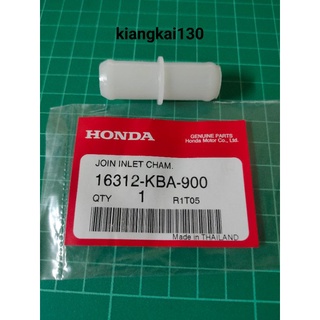 kiangkai130
HONDA
GENUINE PARTS
Honda Motor Co., Ltd.
JOIN INLET CHAM.
16312-KBA-900
QTY 1 R1T05
Made in THAILAND